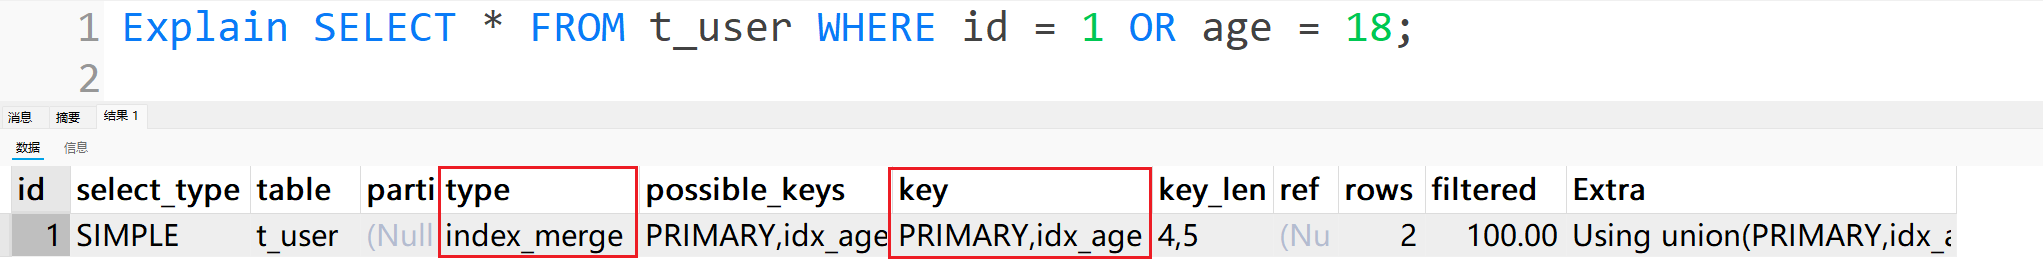 1 Explain SELECT * FROM t_user WHERE id = 1 OR age = 18;
2
消息 摘要 结果 1
数据 信息
id select_type table parti type possible_keys key key_len ref rows filtered Extra
1 SIMPLE t_user (Null index_merge PRIMARY,idx_age PRIMARY,idx_age 4,5 (Nu 2 100.00 Using union(PRIMARY,idx_a